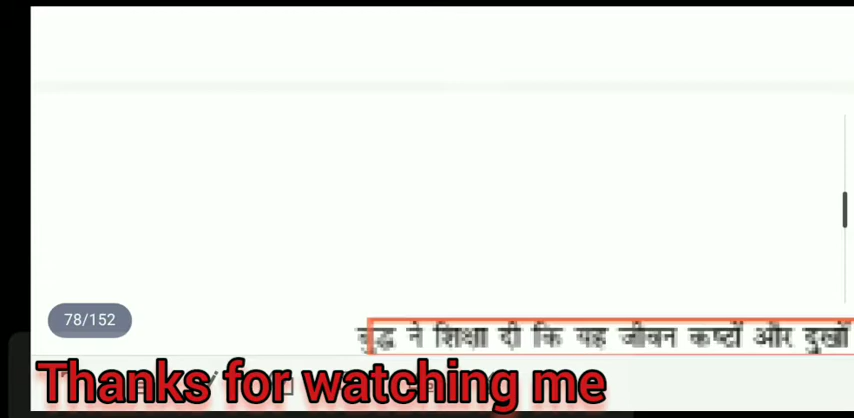 78/152
बुद्ध ने शिक्षा दी कि यह जीवन कष्टों और दुखों
Thanks for watching me